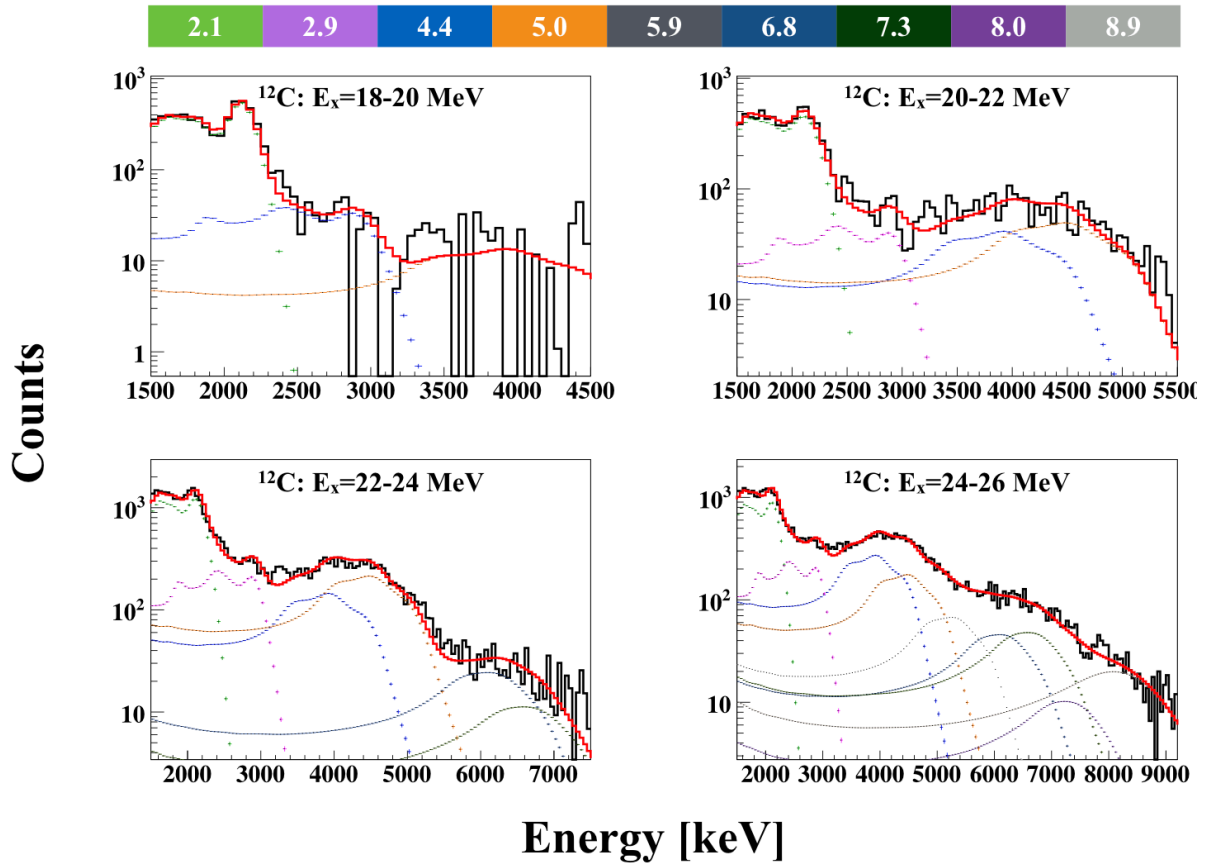 2.1 2.9 4.4 5.0 5.9 6.8 7.3 8.0 8.9
¹²C: Eₓ=18-20 MeV
10³
10²
10
1
1500 2000 2500 3000 3500 4000 4500
¹²C: Eₓ=20-22 MeV
10³
10²
10
1500 2000 2500 3000 3500 4000 4500 5000 5500
Counts
¹²C: Eₓ=22-24 MeV
10³
10²
10
2000 3000 4000 5000 6000 7000
¹²C: Eₓ=24-26 MeV
10³
10²
10
2000 3000 4000 5000 6000 7000 8000 9000
Energy [keV]